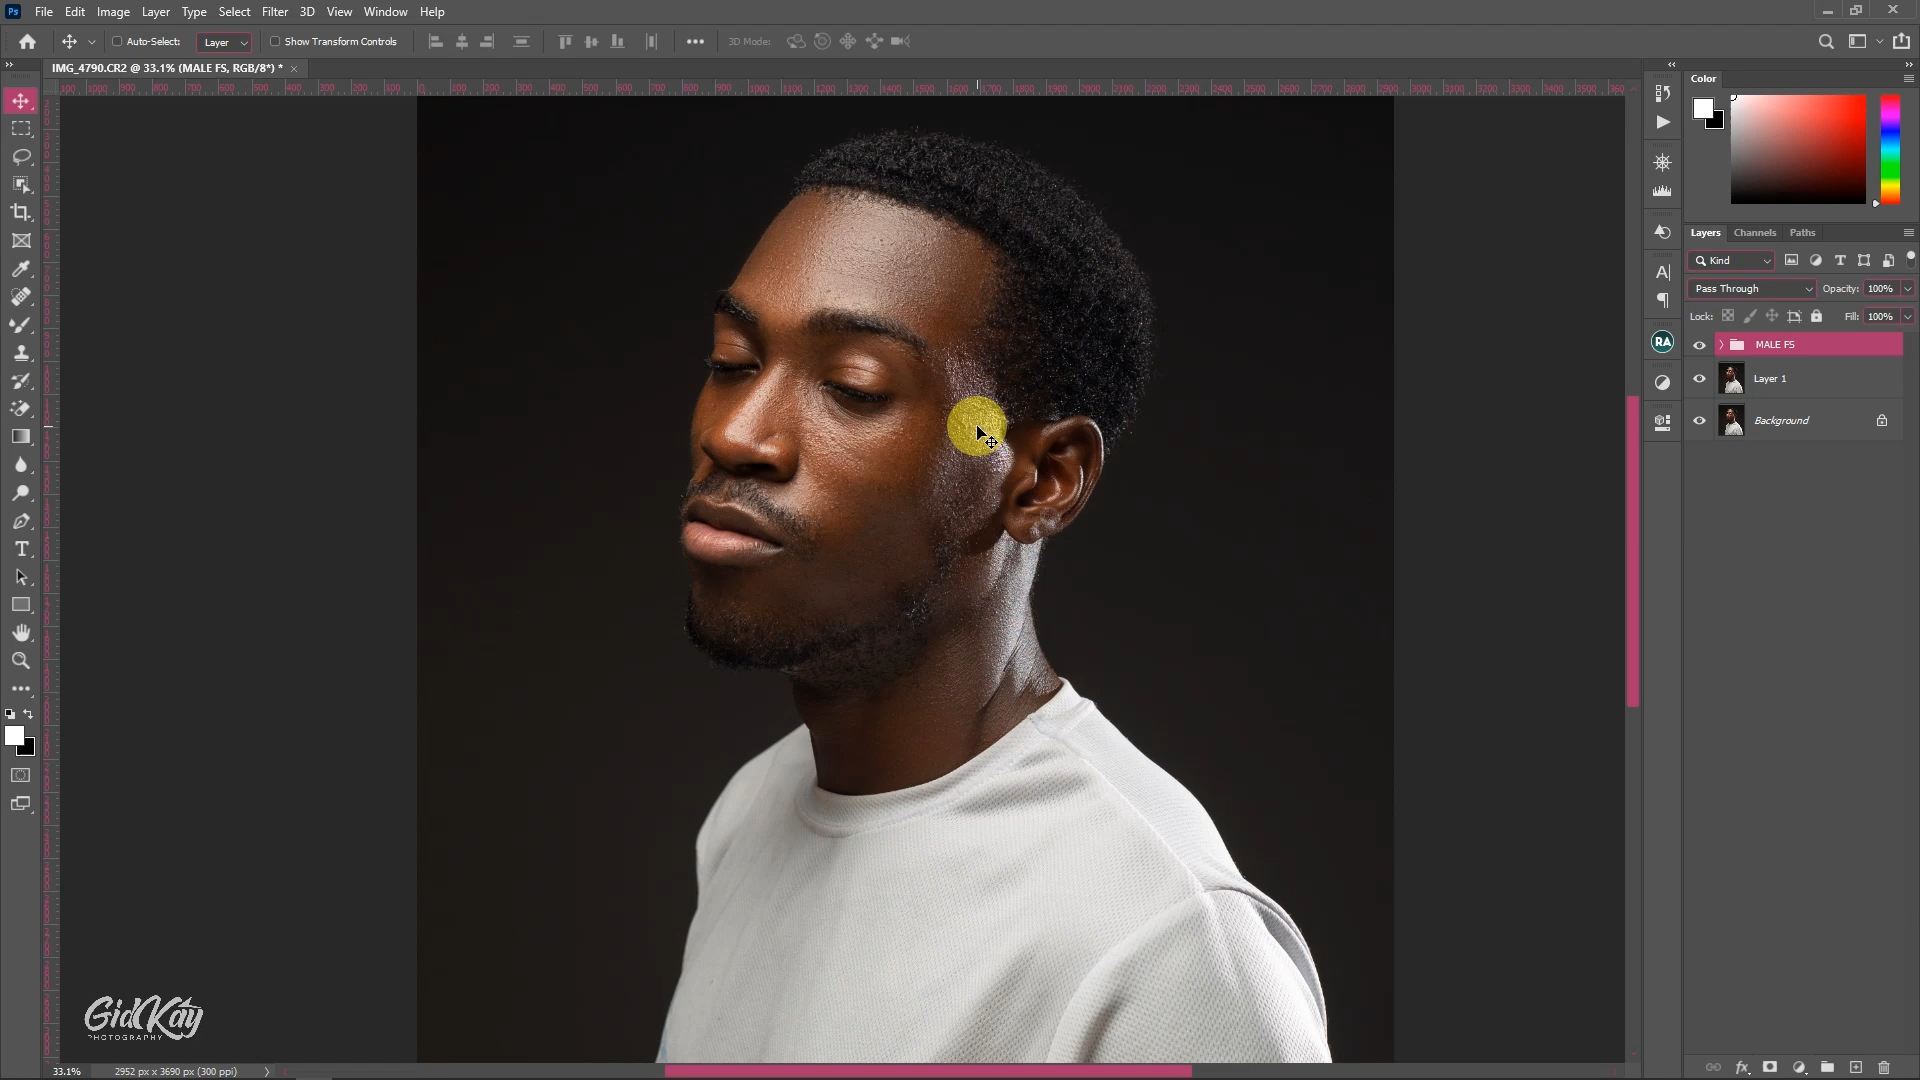 Ps File Edit Image Layer Type Select Filter 3D View Window Help
Auto-Select: Layer Show Transform Controls 3D Mode:
IMG_4790.CR2 @ 33.1% (MALE FS, RGB/8*) *
Color
Layers Channels Paths
Kind
Pass Through Opacity: 100%
Lock: Fill: 100%
MALE FS
Layer 1
Background
RA
GidKay
PHOTOGRAPHY
33.1% 2952 px x 3690 px (300 ppi)